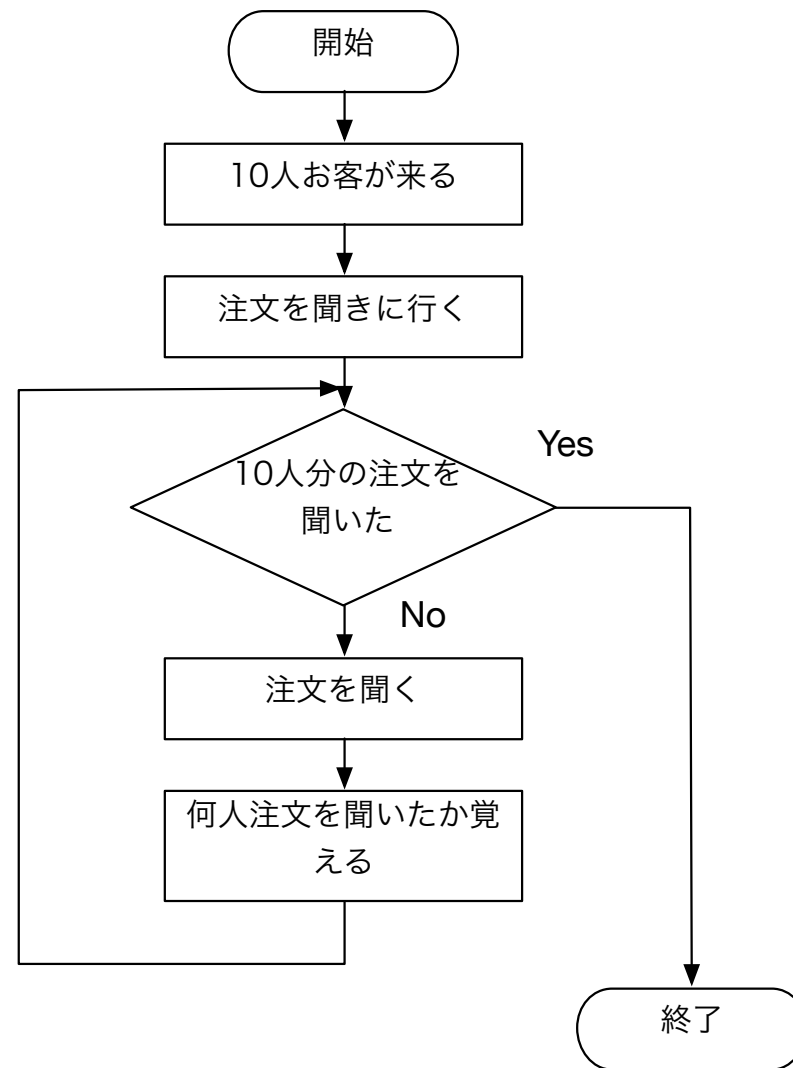 開始
10人お客が来る
注文を聞きに行く
10人分の注文を
聞いた
Yes
No
注文を聞く
何人注文を聞いたか覚
える
終了